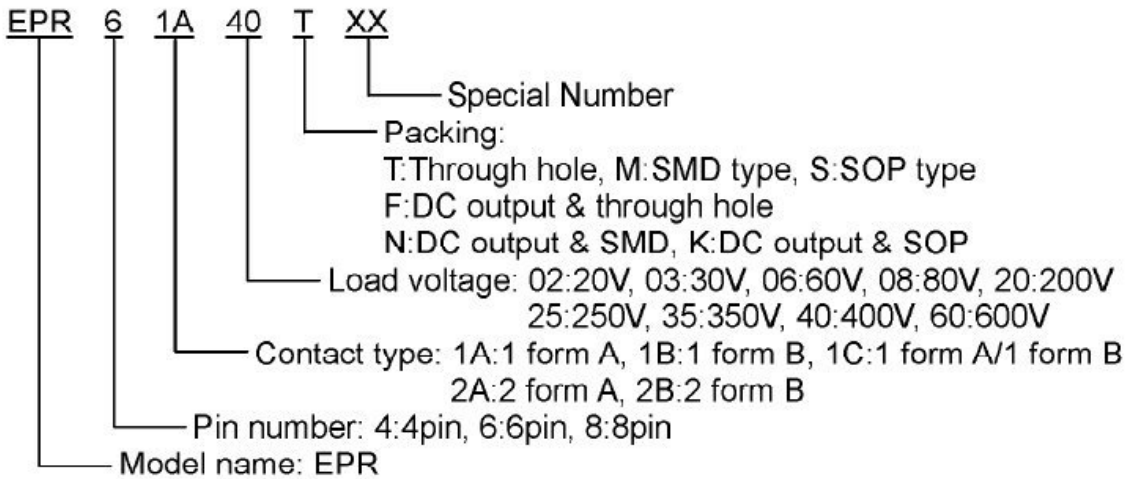 EPR 6 1A 40 T XX
Special Number
Packing:
T:Through hole, M:SMD type, S:SOP type
F:DC output & through hole
N:DC output & SMD, K:DC output & SOP
Load voltage: 02:20V, 03:30V, 06:60V, 08:80V, 20:200V
25:250V, 35:350V, 40:400V, 60:600V
Contact type: 1A:1 form A, 1B:1 form B, 1C:1 form A/1 form B
2A:2 form A, 2B:2 form B
Pin number: 4:4pin, 6:6pin, 8:8pin
Model name: EPR